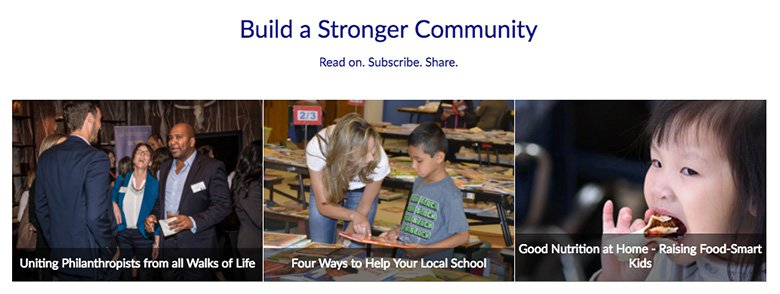 Build a Stronger Community
Read on. Subscribe. Share.
2/3
Uniting Philanthropists from all Walks of Life
Four Ways to Help Your Local School
Good Nutrition at Home - Raising Food-Smart
Kids